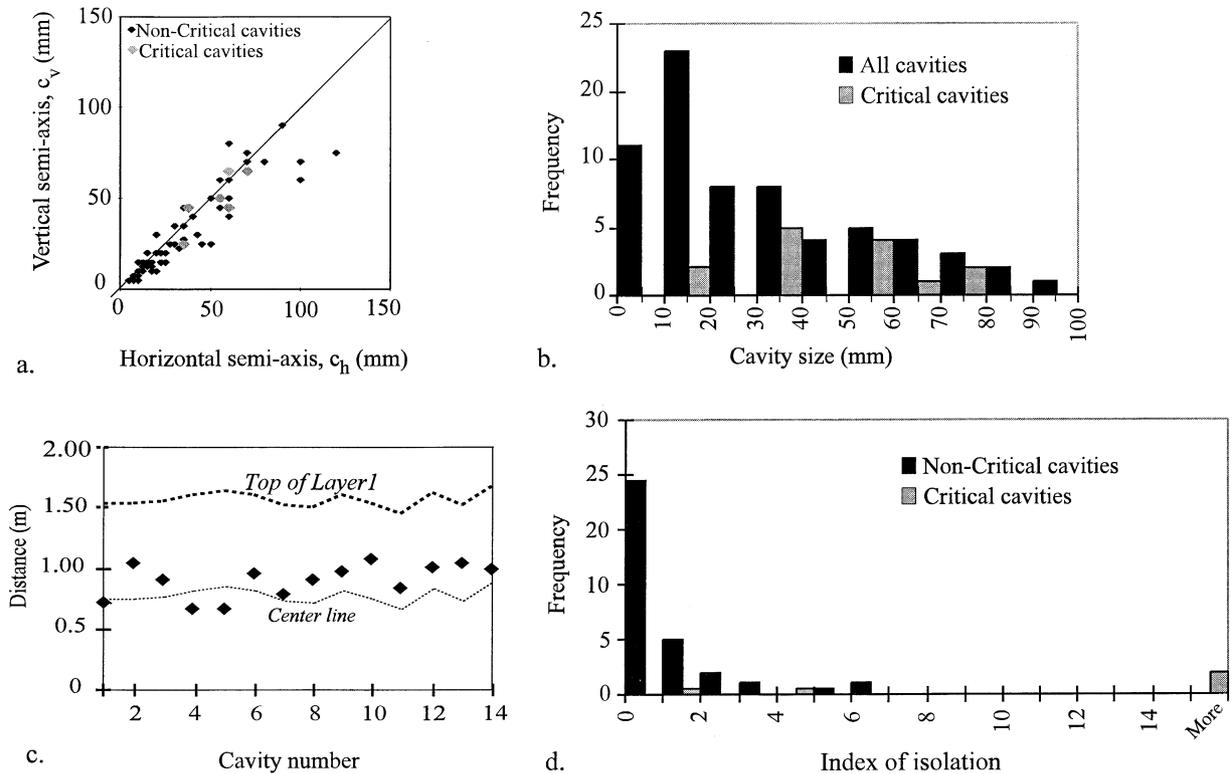 150
100
50
0
Vertical semi-axis, c_v (mm)
Non-Critical cavities
Critical cavities
0
50
100
150
Horizontal semi-axis, c_h (mm)
a.
25
20
15
10
5
0
Frequency
All cavities
Critical cavities
0
10
20
30
40
50
60
70
80
90
100
Cavity size (mm)
b.
2.00
1.50
1.00
0.5
0
Distance (m)
Top of Layer1
Center line
2
4
6
8
10
12
14
Cavity number
c.
30
25
20
10
5
0
Frequency
Non-Critical cavities
Critical cavities
0
2
4
6
8
10
12
14
More
Index of isolation
d.